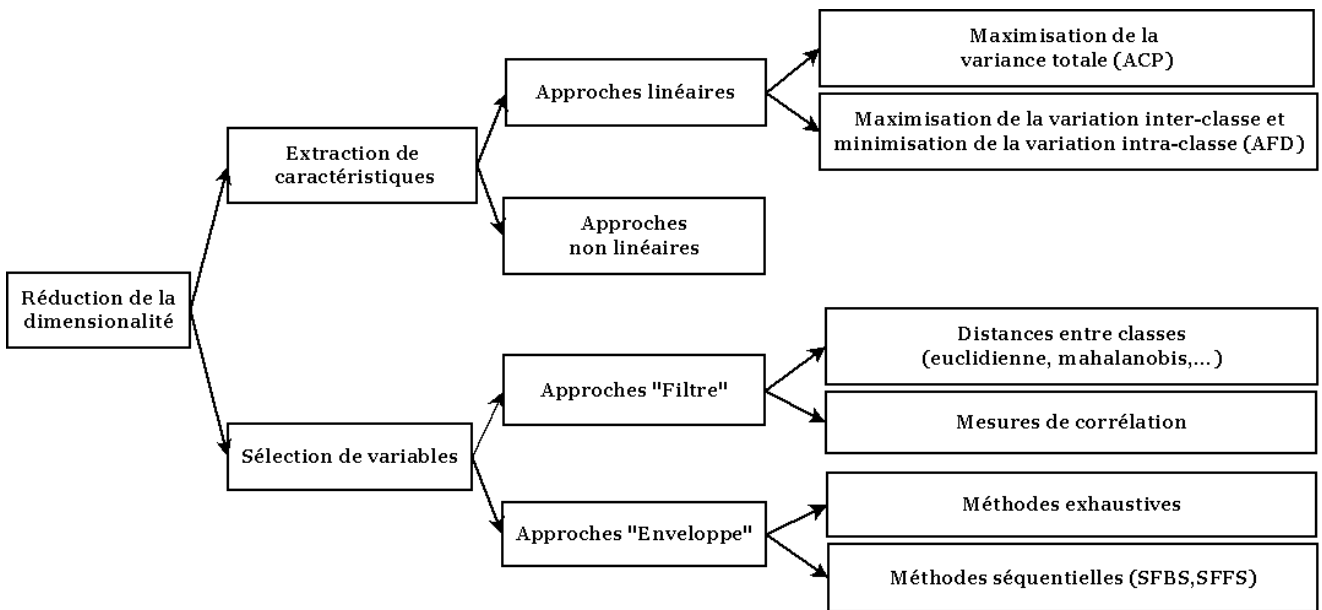 Maximisation de la
variance totale (ACP)
Approches linéaires
Maximisation de la variation inter-classe et
minimisation de la variation intra-classe (AFD)
Extraction de
caractéristiques
Approches
non linéaires
Réduction de la
dimensionalité
Distances entre classes
(euclidienne, mahalanobis,...)
Approches "Filtre"
Mesures de corrélation
Sélection de variables
Méthodes exhaustives
Approches "Enveloppe"
Méthodes séquentielles (SFBS,SFFS)